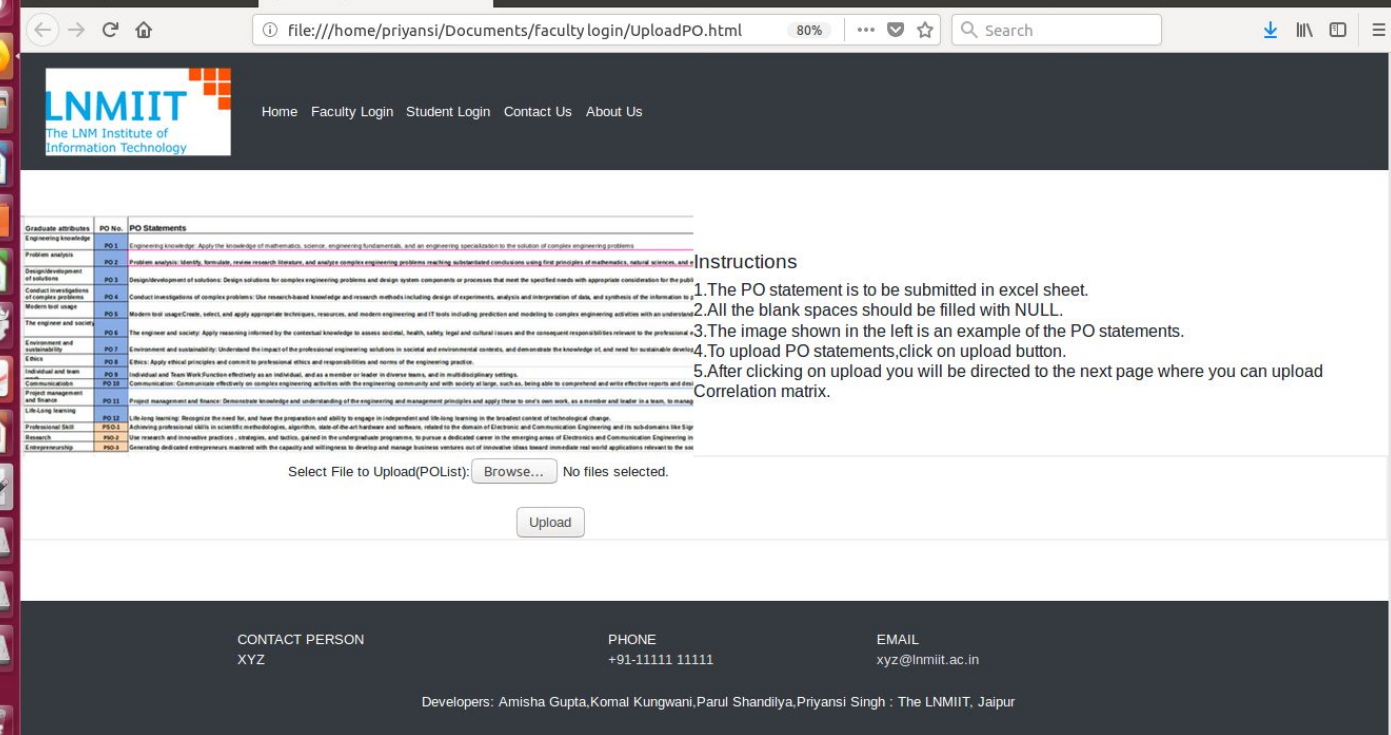 file:///home/priyansi/Documents/faculty login/UploadPO.html
80%
Search
LNMIIT
The LNM Institute of
Information Technology
Home Faculty Login Student Login Contact Us About Us
Graduate attributes PO No. PO Statements
Engineering knowledge PO 1 Engineering knowledge: Apply the knowledge of mathematics, science, engineering fundamentals, and an engineering specialization to the solution of complex engineering problems
Problem analysis PO 2 Problem analysis: Identify, formulate, review research literature, and analyze complex engineering problems reaching substantiated conclusions using first principles of mathematics, natural sciences, and e
Design/development
of solutions PO 3 Design/development of solutions: Design solutions for complex engineering problems and design system components or processes that meet the specified needs with appropriate consideration for the publi
Conduct investigations
of complex problems PO 4 Conduct investigations of complex problems: Use research-based knowledge and research methods including design of experiments, analysis and interpretation of data, and synthesis of the information to p
Modern tool usage PO 5 Modern tool usage:Create, select, and apply appropriate techniques, resources, and modern engineering and IT tools including prediction and modeling to complex engineering activities with an understand
The engineer and society PO 6 The engineer and society: Apply reasoning informed by the contextual knowledge to assess societal, health, safety, legal and cultural issues and the consequent responsibilities relevant to the professional e
Environment and
sustainability PO 7 Environment and sustainability: Understand the impact of the professional engineering solutions in societal and environmental contexts, and demonstrate the knowledge of, and need for sustainable develop
Ethics PO 8 Ethics: Apply ethical principles and commit to professional ethics and responsibilities and norms of the engineering practice.
Individual and team PO 9 Individual and Team Work:Function effectively as an individual, and as a member or leader in diverse teams, and in multidisciplinary settings.
Communication PO 10 Communication: Communicate effectively on complex engineering activities with the engineering community and with society at large, such as, being able to comprehend and write effective reports and desi
Project management
and finance PO 11 Project management and finance: Demonstrate knowledge and understanding of the engineering and management principles and apply these to one's own work, as a member and leader in a team, to manag
Life-Long learning PO 12 Life-long learning: Recognize the need for, and have the preparation and ability to engage in independent and life-long learning in the broadest context of technological change.
Professional Skill PSO-1 Achieving professional skills in scientific methodologies, algorithm, state-of-the-art hardware and software, related to the domain of Electronic and Communication Engineering and its sub-domains like Sign
Research PSO-2 Use research and innovative practices , strategies, and tactics, gained in the undergraduate programme, to pursue a dedicated career in the emerging areas of Electronics and Communication Engineering in
Entrepreneurship PSO-3 Generating dedicated entrepreneurs mastered with the capacity and willingness to develop and manage business ventures out of innovative ideas toward immediate real world applications relevant to the soc
Instructions
1.The PO statement is to be submitted in excel sheet.
2.All the blank spaces should be filled with NULL.
3.The image shown in the left is an example of the PO statements.
4.To upload PO statements,click on upload button.
5.After clicking on upload you will be directed to the next page where you can upload
Correlation matrix.
Select File to Upload(POList): Browse... No files selected.
Upload
CONTACT PERSON PHONE EMAIL
XYZ +91-11111 11111 xyz@lnmiit.ac.in
Developers: Amisha Gupta,Komal Kungwani,Parul Shandilya,Priyansi Singh : The LNMIIT, Jaipur